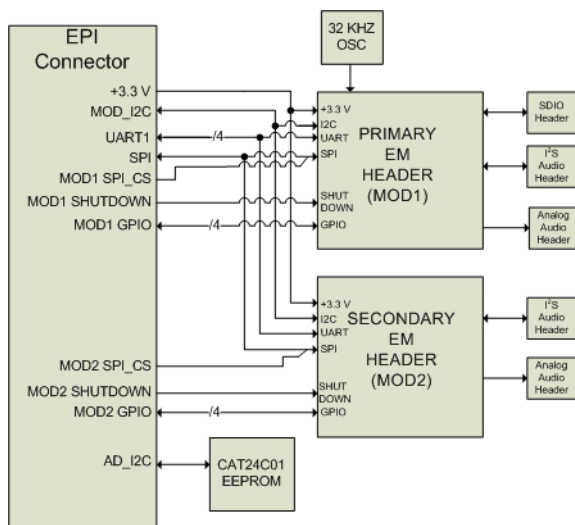 EPI
Connector
+3.3 V
MOD_I2C
UART1
SPI
MOD1 SPI_CS
MOD1 SHUTDOWN
MOD1 GPIO
MOD2 SPI_CS
MOD2 SHUTDOWN
MOD2 GPIO
AD_I2C
/4
/4
/4
32 KHZ
OSC
+3.3 V
I2C
UART
SPI
SHUT
DOWN
GPIO
PRIMARY
EM
HEADER
(MOD1)
SDIO
Header
I²S
Audio
Header
Analog
Audio
Header
+3.3 V
I2C
UART
SPI
SHUT
DOWN
GPIO
SECONDARY
EM
HEADER
(MOD2)
I²S
Audio
Header
Analog
Audio
Header
CAT24C01
EEPROM